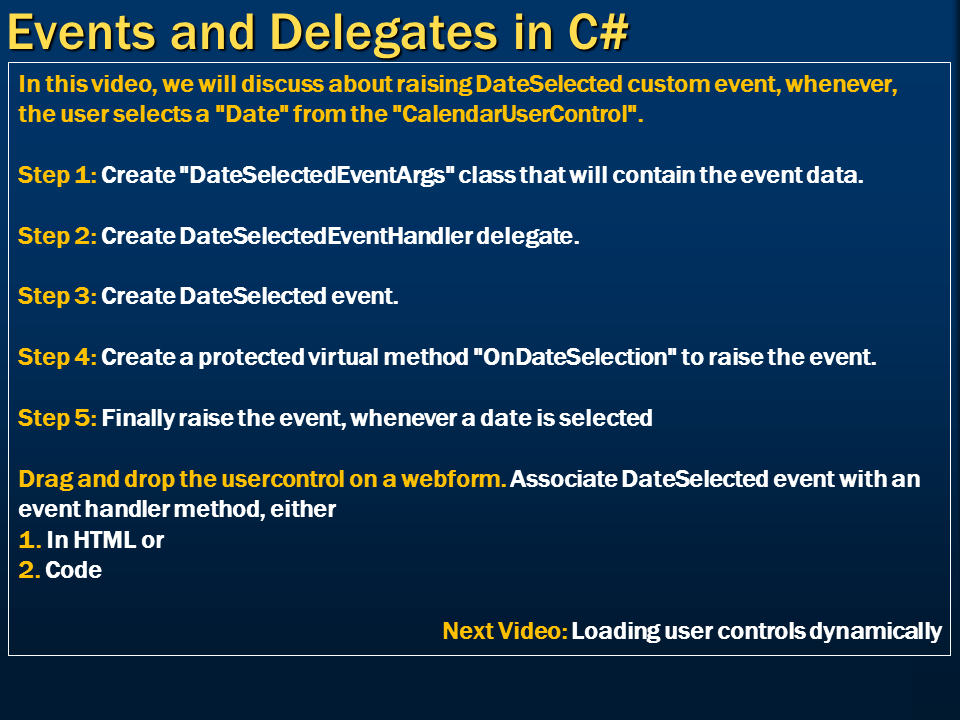 Events and Delegates in C#
In this video, we will discuss about raising DateSelected custom event, whenever,
the user selects a "Date" from the "CalendarUserControl".
Step 1: Create "DateSelectedEventArgs" class that will contain the event data.
Step 2: Create DateSelectedEventHandler delegate.
Step 3: Create DateSelected event.
Step 4: Create a protected virtual method "OnDateSelection" to raise the event.
Step 5: Finally raise the event, whenever a date is selected
Drag and drop the usercontrol on a webform. Associate DateSelected event with an
event handler method, either
1. In HTML or
2. Code
Next Video: Loading user controls dynamically